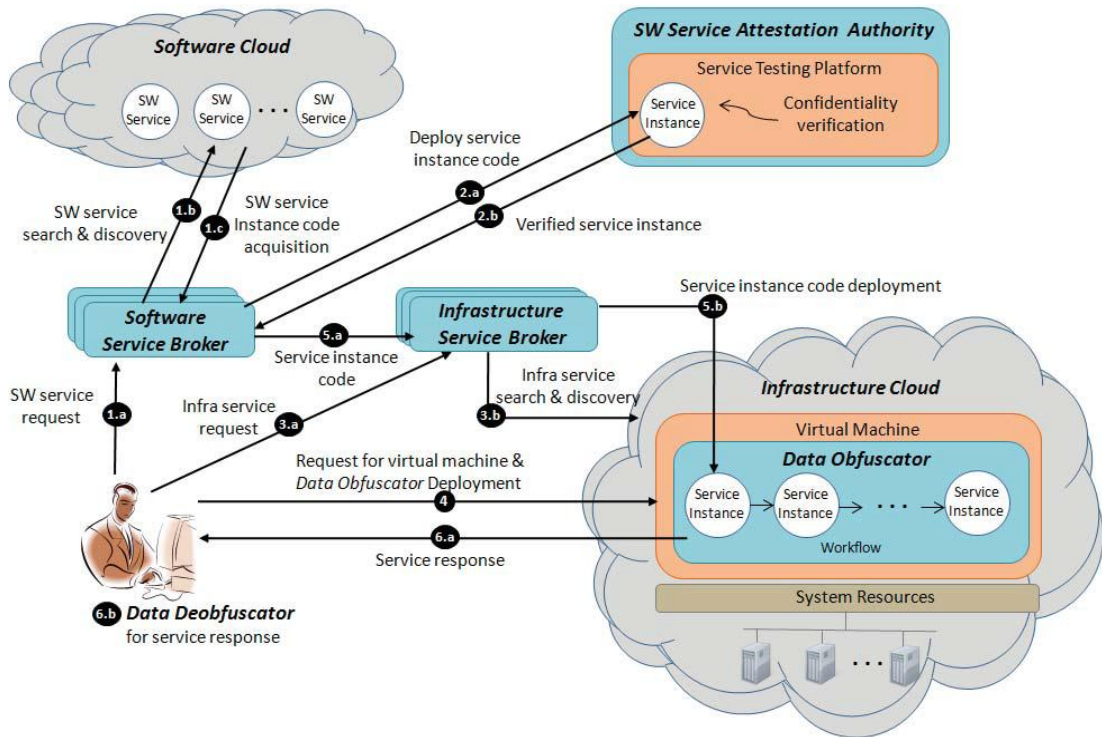 Software Cloud
SW
Service
SW
Service
. . .
SW
Service
SW Service Attestation Authority
Service Testing Platform
Service
Instance
Confidentiality
verification
Deploy service
instance code
2.a
2.b
Verified service instance
SW service
search & discovery
1.b
1.c
SW service
Instance code
acquisition
Software
Service Broker
5.a
Service instance
code
Infrastructure
Service Broker
Service instance code deployment
5.b
Infra service
search & discovery
3.b
SW service
request
1.a
Infra service
request
3.a
Request for virtual machine &
Data Obfuscator Deployment
4
6.a
Service response
6.b Data Deobfuscator
for service response
Infrastructure Cloud
Virtual Machine
Data Obfuscator
Service
Instance
Service
Instance
. . .
Service
Instance
Workflow
System Resources
. . .